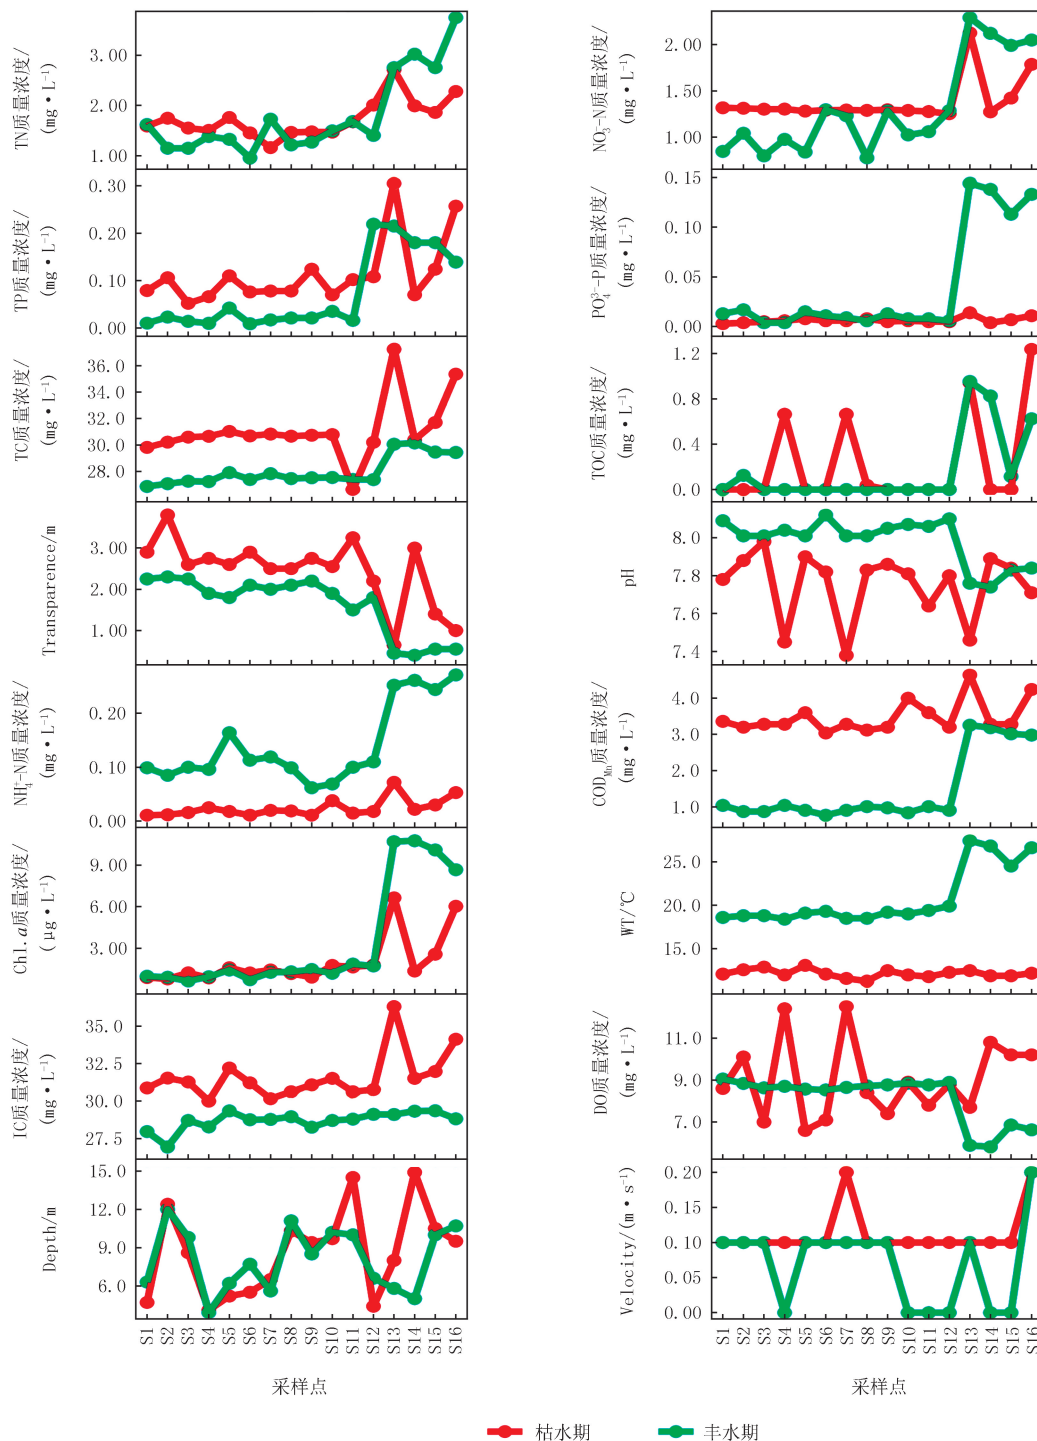 TN质量浓度/
(mg·L⁻¹)
3.00
2.00
1.00
NO₃⁻-N质量浓度/
(mg·L⁻¹)
2.00
1.50
1.00
TP质量浓度/
(mg·L⁻¹)
0.30
0.20
0.10
0.00
PO₄³⁻-P质量浓度/
(mg·L⁻¹)
0.15
0.10
0.05
0.00
TC质量浓度/
(mg·L⁻¹)
36.0
34.0
32.0
30.0
28.0
TOC质量浓度/
(mg·L⁻¹)
1.2
0.8
0.4
0.0
Transparence/m
3.00
2.00
1.00
pH
8.0
7.8
7.6
7.4
NH₄⁺-N质量浓度/
(mg·L⁻¹)
0.20
0.10
0.00
COD_Mn质量浓度/
(mg·L⁻¹)
4.0
3.0
2.0
1.0
Chl.a质量浓度/
(μg·L⁻¹)
9.00
6.00
3.00
WT/℃
25.0
20.0
15.0
IC质量浓度/
(mg·L⁻¹)
35.0
32.5
30.0
27.5
DO质量浓度/
(mg·L⁻¹)
11.0
9.0
7.0
Depth/m
15.0
12.0
9.0
6.0
Velocity/(m·s⁻¹)
0.20
0.15
0.10
0.05
0.00
S1 S2 S3 S4 S5 S6 S7 S8 S9 S10 S11 S12 S13 S14 S15 S16
S1 S2 S3 S4 S5 S6 S7 S8 S9 S10 S11 S12 S13 S14 S15 S16
采样点
采样点
枯水期 丰水期